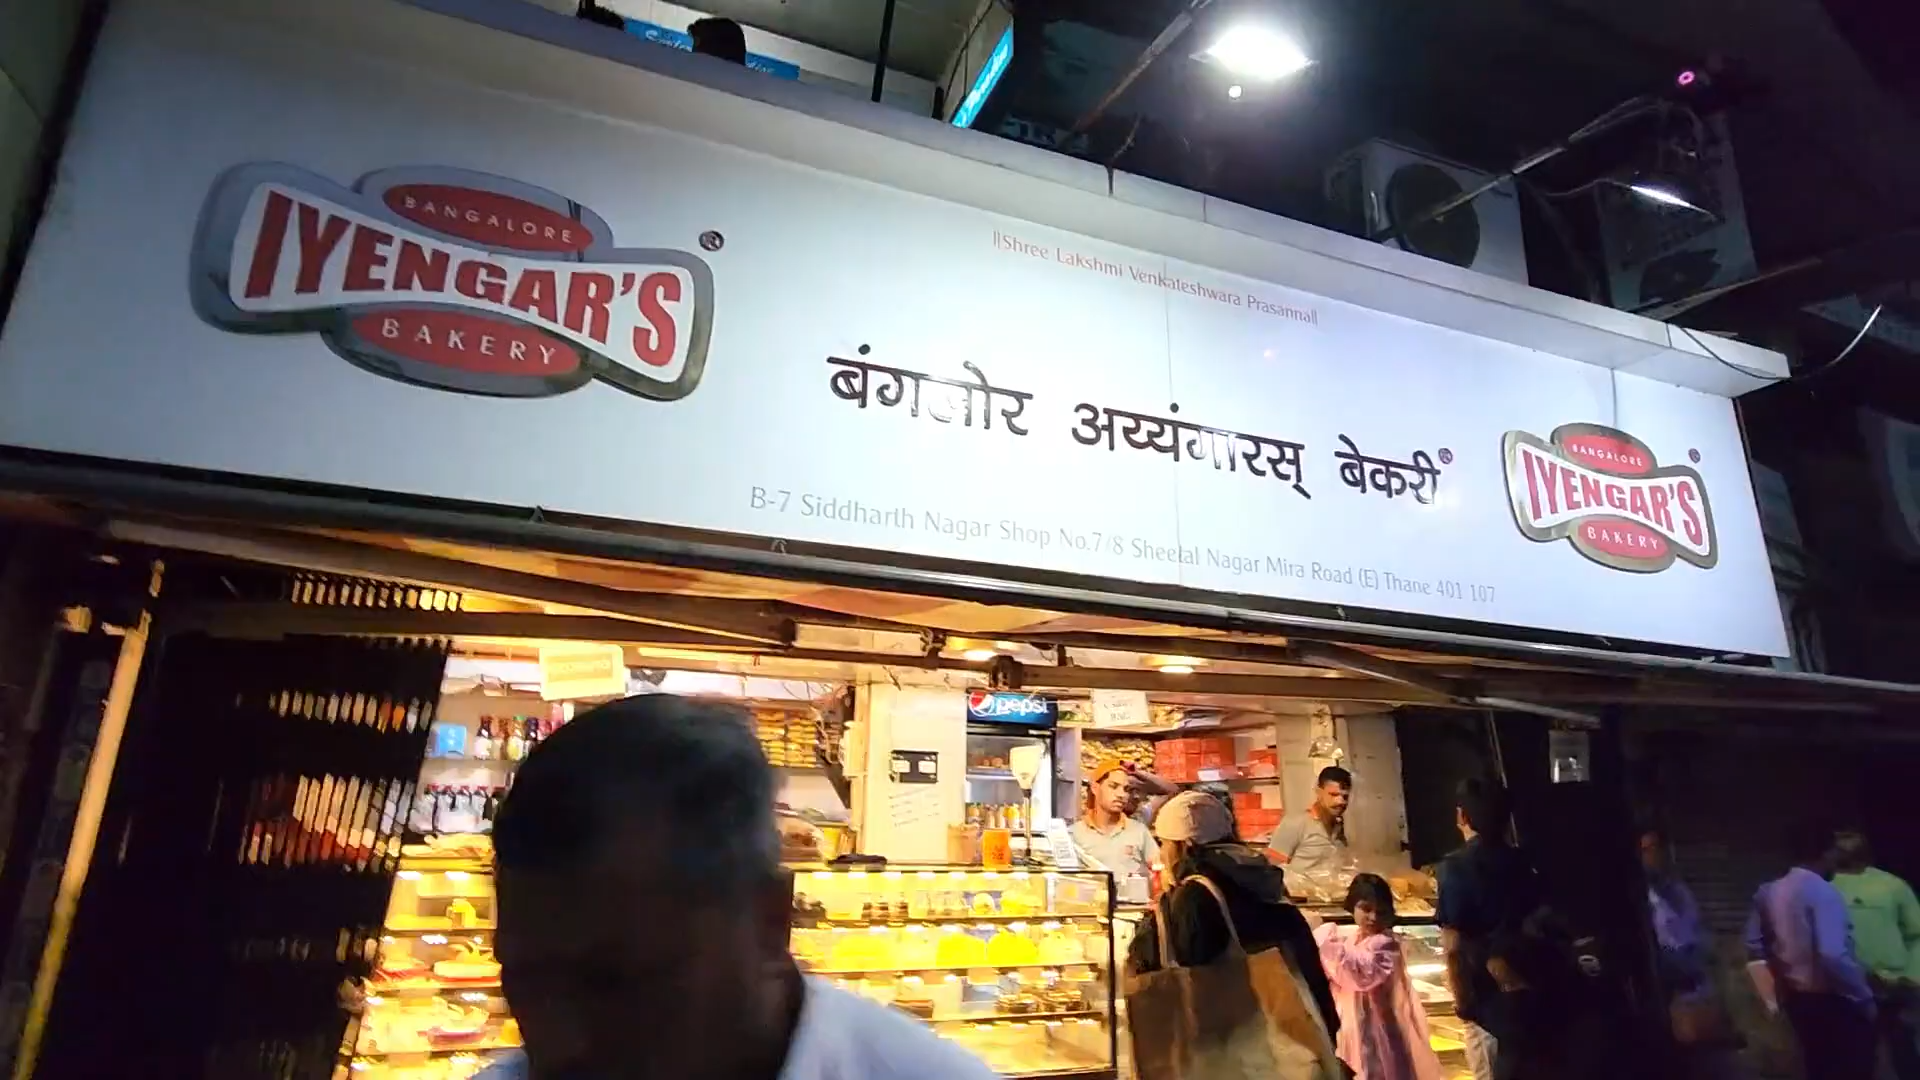 BANGALORE
IYENGAR'S
BAKERY
®
||Shree Lakshmi Venkateshwara Prasanna||
बंगलोर अय्यंगारस् बेकरी®
B-7 Siddharth Nagar Shop No.7/8 Sheetal Nagar Mira Road (E) Thane 401 107
BANGALORE
IYENGAR'S
BAKERY
®
pepsi